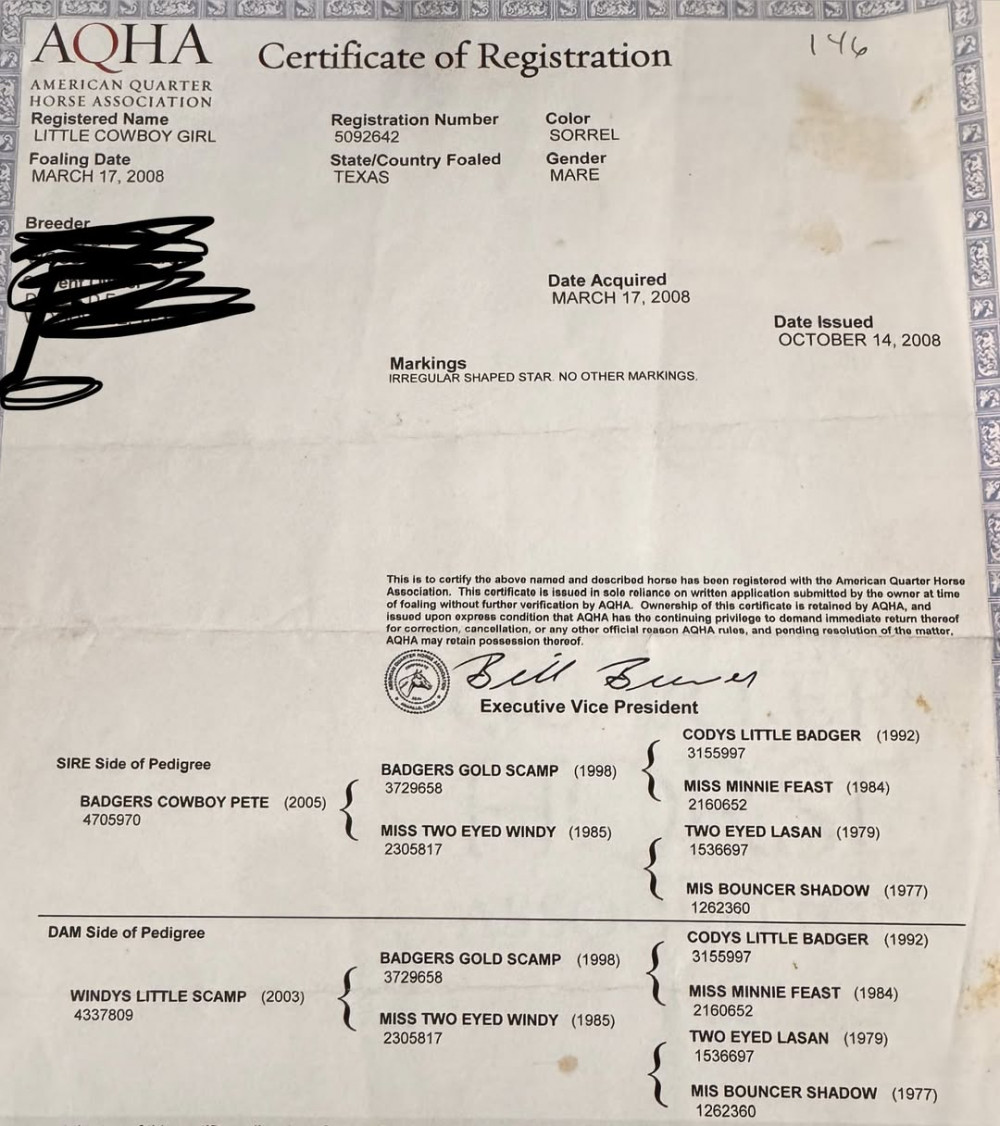 AQHA
AMERICAN QUARTER
HORSE ASSOCIATION
Certificate of Registration
146
Registered Name
LITTLE COWBOY GIRL
Registration Number
5092642
Color
SORREL
Foaling Date
MARCH 17, 2008
State/Country Foaled
TEXAS
Gender
MARE
Breeder
Date Acquired
MARCH 17, 2008
Date Issued
OCTOBER 14, 2008
Markings
IRREGULAR SHAPED STAR. NO OTHER MARKINGS.
This is to certify the above named and described horse has been registered with the American Quarter Horse
Association. This certificate is issued in sole reliance on written application submitted by the owner at time
of foaling without further verification by AQHA. Ownership of this certificate is retained by AQHA, and
issued upon express condition that AQHA has the continuing privilege to demand immediate return thereof
for correction, cancellation, or any other official reason AQHA rules, and pending resolution of the matter,
AQHA may retain possession thereof.
Bill Brewer
Executive Vice President
SIRE Side of Pedigree
BADGERS COWBOY PETE (2005)
4705970
BADGERS GOLD SCAMP (1998)
3729658
MISS TWO EYED WINDY (1985)
2305817
CODYS LITTLE BADGER (1992)
3155997
MISS MINNIE FEAST (1984)
2160652
TWO EYED LASAN (1979)
1536697
MIS BOUNCER SHADOW (1977)
1262360
DAM Side of Pedigree
WINDYS LITTLE SCAMP (2003)
4337809
BADGERS GOLD SCAMP (1998)
3729658
MISS TWO EYED WINDY (1985)
2305817
CODYS LITTLE BADGER (1992)
3155997
MISS MINNIE FEAST (1984)
2160652
TWO EYED LASAN (1979)
1536697
MIS BOUNCER SHADOW (1977)
1262360